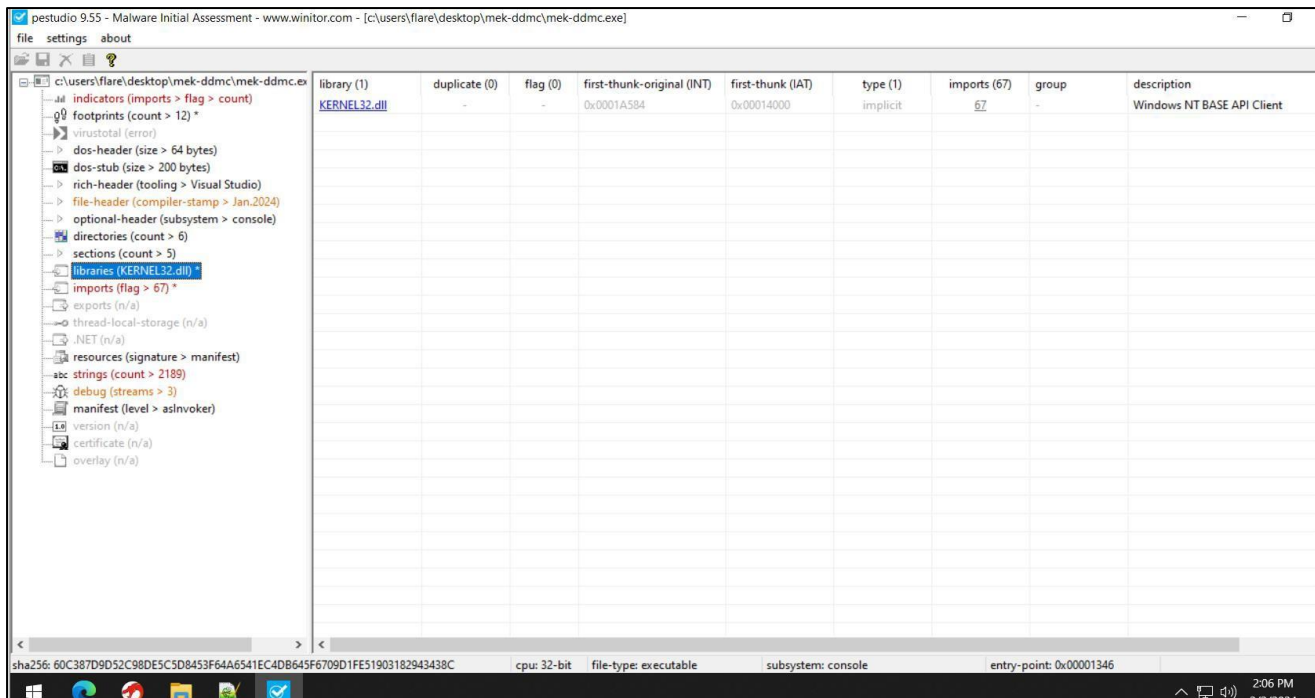 pestudio 9.55 - Malware Initial Assessment - www.winitor.com - [c:\users\flare\desktop\mek-ddmc\mek-ddmc.exe]
file settings about
c:\users\flare\desktop\mek-ddmc\mek-ddmc.ex
indicators (imports > flag > count)
footprints (count > 12) *
virustotal (error)
dos-header (size > 64 bytes)
dos-stub (size > 200 bytes)
rich-header (tooling > Visual Studio)
file-header (compiler-stamp > Jan.2024)
optional-header (subsystem > console)
directories (count > 6)
sections (count > 5)
libraries (KERNEL32.dll) *
imports (flag > 67) *
exports (n/a)
thread-local-storage (n/a)
.NET (n/a)
resources (signature > manifest)
abc strings (count > 2189)
debug (streams > 3)
manifest (level > asInvoker)
1.0 version (n/a)
certificate (n/a)
overlay (n/a)
library (1) duplicate (0) flag (0) first-thunk-original (INT) first-thunk (IAT) type (1) imports (67) group description
KERNEL32.dll - - 0x0001A584 0x00014000 implicit 67 - Windows NT BASE API Client
sha256: 60C387D9D52C98DE5C5D8453F64A6541EC4DB645F6709D1FE51903182943438C cpu: 32-bit file-type: executable subsystem: console entry-point: 0x00001346
2:06 PM